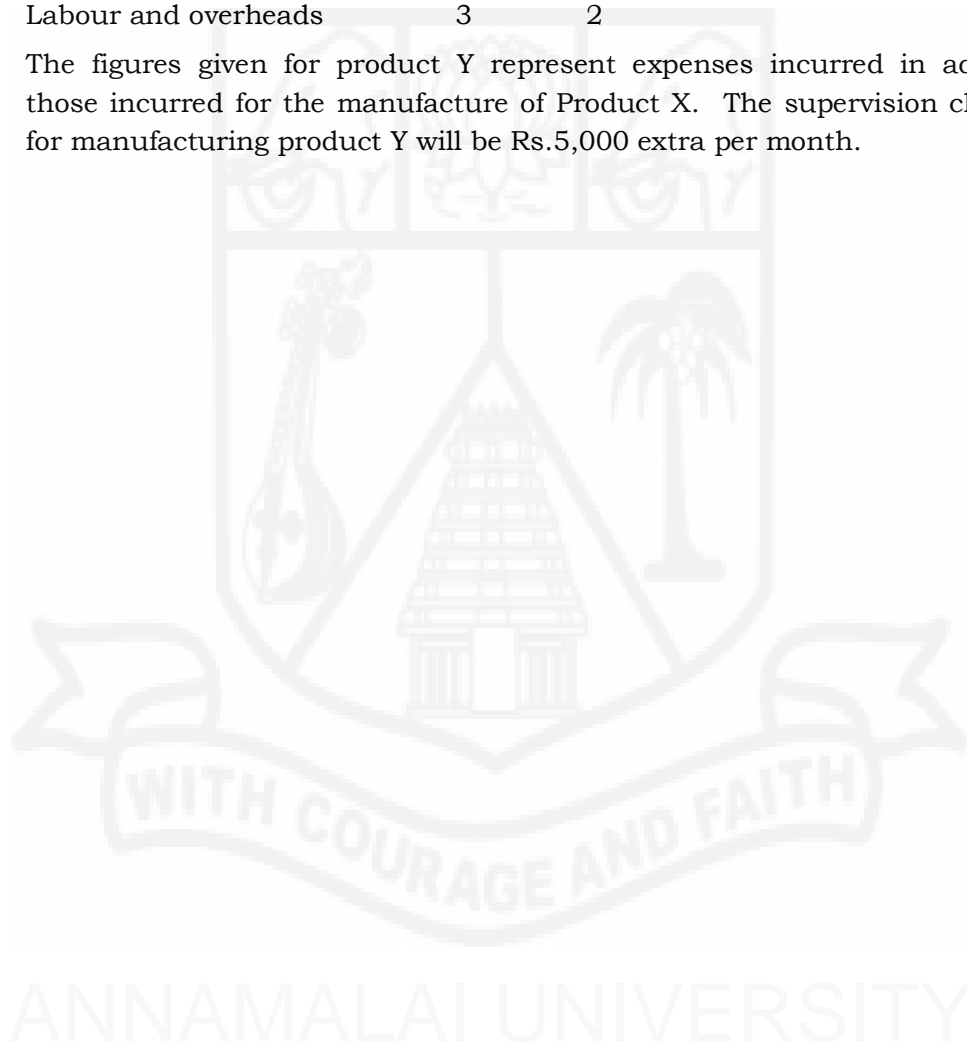 Labour and overheads 3 2
The figures given for product Y represent expenses incurred in
those incurred for the manufacture of Product X. The supervision
for manufacturing product Y will be Rs.5,000 extra per month.
WITH COURAGE AND FAITH
ANNAMALAI UNIVERSITY